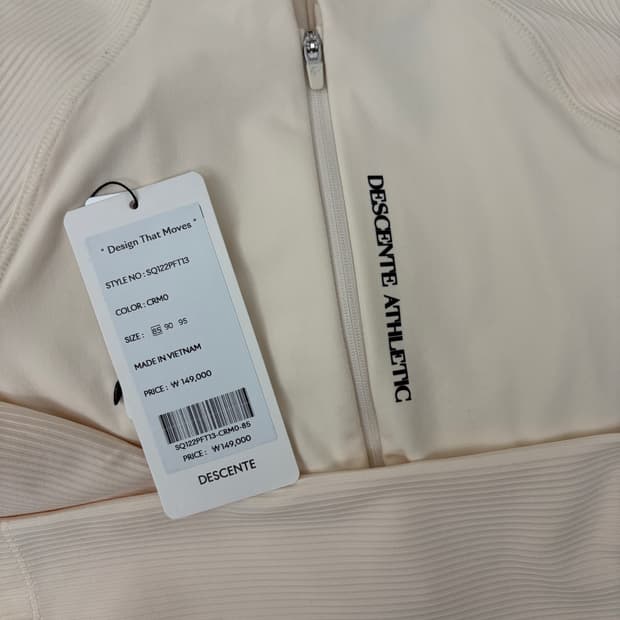 " Design That Moves "
STYLE NO : SQ122PFT13
COLOR : CRM0
SIZE : 85 90 95
MADE IN VIETNAM
PRICE : ₩ 149,000
SQ122PFT13-CRM0-85
PRICE : ₩149,000
DESCENTE
DESCENTE ATHLETIC